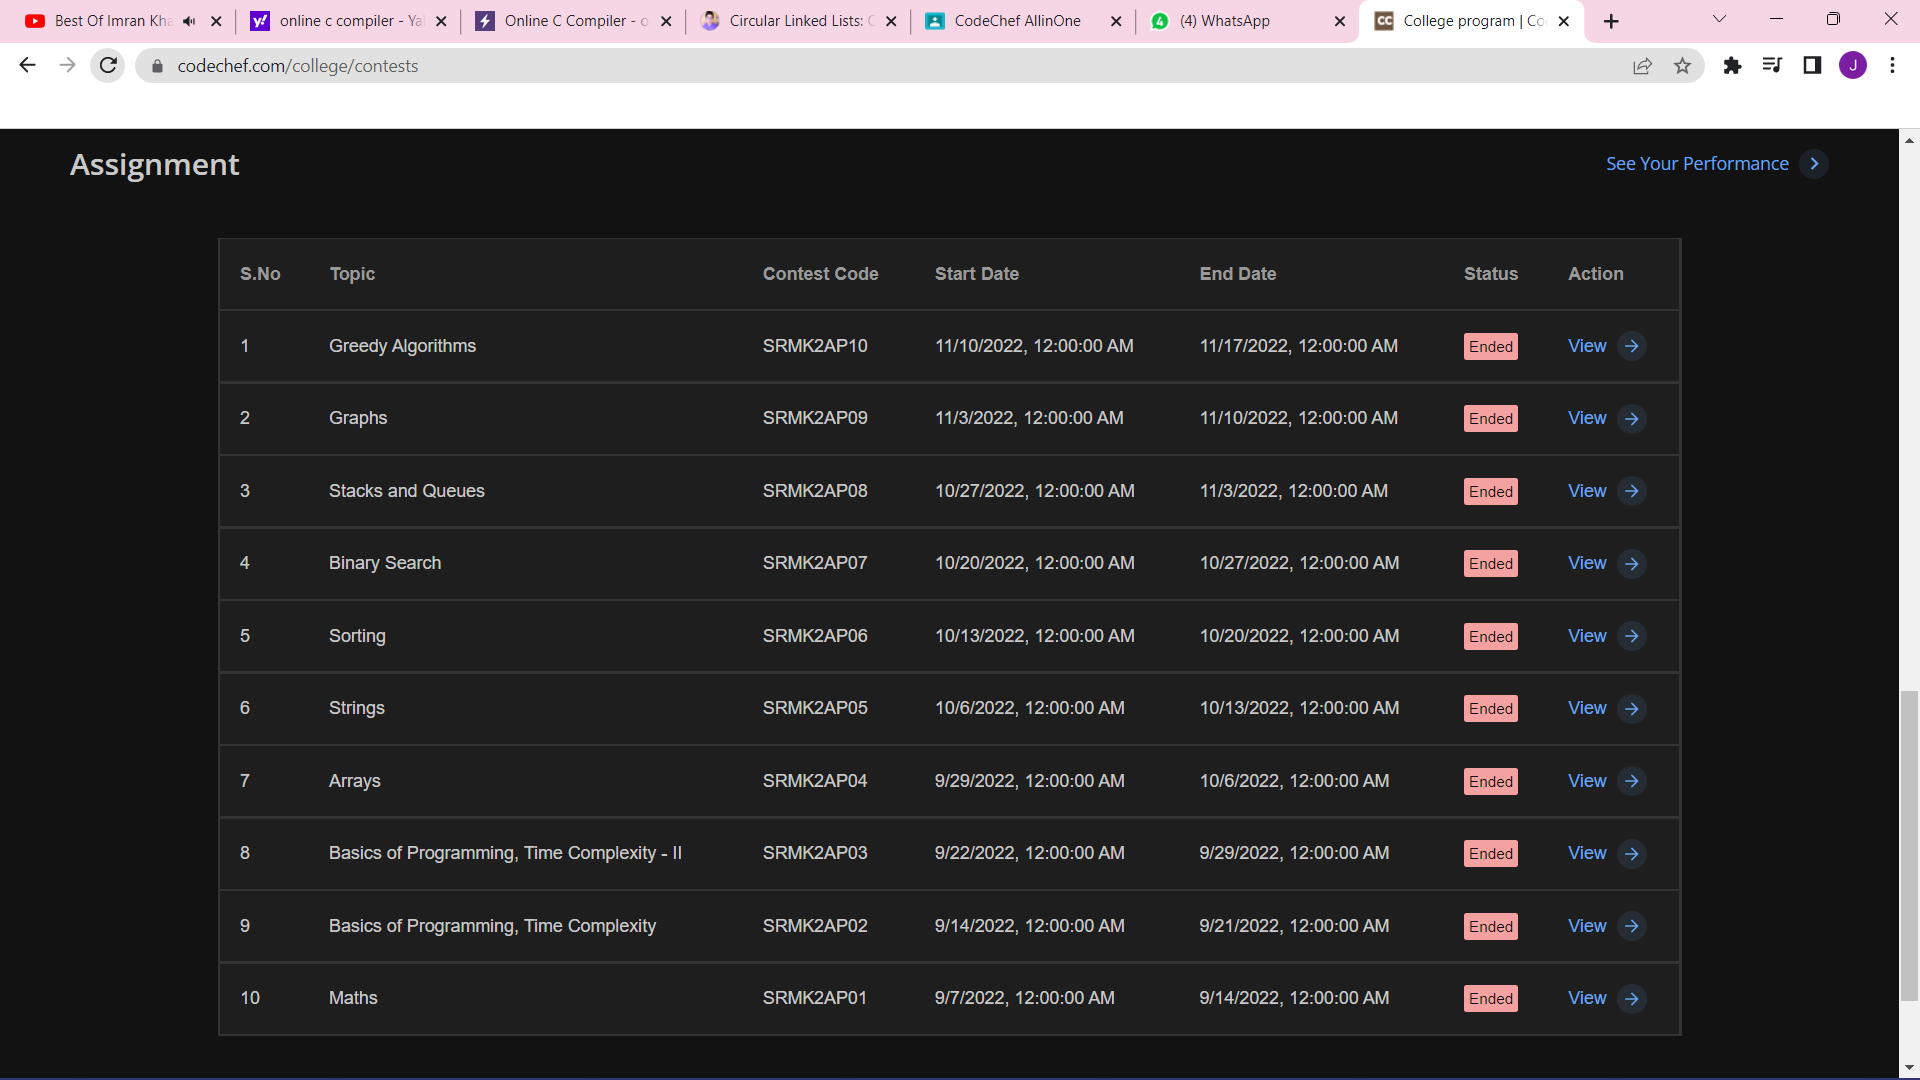 Best Of Imran Kha
online c compiler - Ya
Online C Compiler - o
Circular Linked Lists: C
CodeChef AllinOne
(4) WhatsApp
College program | Co
codechef.com/college/contests
J
Assignment
See Your Performance
S.No Topic Contest Code Start Date End Date Status Action
1 Greedy Algorithms SRMK2AP10 11/10/2022, 12:00:00 AM 11/17/2022, 12:00:00 AM Ended View
2 Graphs SRMK2AP09 11/3/2022, 12:00:00 AM 11/10/2022, 12:00:00 AM Ended View
3 Stacks and Queues SRMK2AP08 10/27/2022, 12:00:00 AM 11/3/2022, 12:00:00 AM Ended View
4 Binary Search SRMK2AP07 10/20/2022, 12:00:00 AM 10/27/2022, 12:00:00 AM Ended View
5 Sorting SRMK2AP06 10/13/2022, 12:00:00 AM 10/20/2022, 12:00:00 AM Ended View
6 Strings SRMK2AP05 10/6/2022, 12:00:00 AM 10/13/2022, 12:00:00 AM Ended View
7 Arrays SRMK2AP04 9/29/2022, 12:00:00 AM 10/6/2022, 12:00:00 AM Ended View
8 Basics of Programming, Time Complexity - II SRMK2AP03 9/22/2022, 12:00:00 AM 9/29/2022, 12:00:00 AM Ended View
9 Basics of Programming, Time Complexity SRMK2AP02 9/14/2022, 12:00:00 AM 9/21/2022, 12:00:00 AM Ended View
10 Maths SRMK2AP01 9/7/2022, 12:00:00 AM 9/14/2022, 12:00:00 AM Ended View